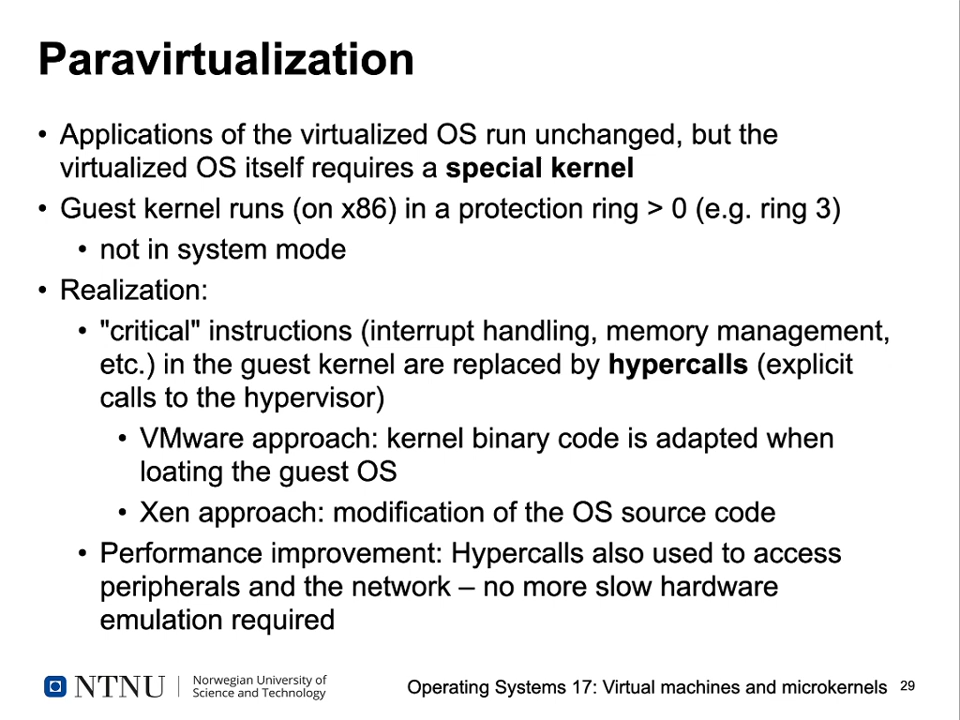 Paravirtualization
• Applications of the virtualized OS run unchanged, but the
virtualized OS itself requires a special kernel
• Guest kernel runs (on x86) in a protection ring > 0 (e.g. ring 3)
• not in system mode
• Realization:
• "critical" instructions (interrupt handling, memory management,
etc.) in the guest kernel are replaced by hypercalls (explicit
calls to the hypervisor)
• VMware approach: kernel binary code is adapted when
loating the guest OS
• Xen approach: modification of the OS source code
• Performance improvement: Hypercalls also used to access
peripherals and the network – no more slow hardware
emulation required
NTNU
Norwegian University of
Science and Technology
Operating Systems 17: Virtual machines and microkernels
29